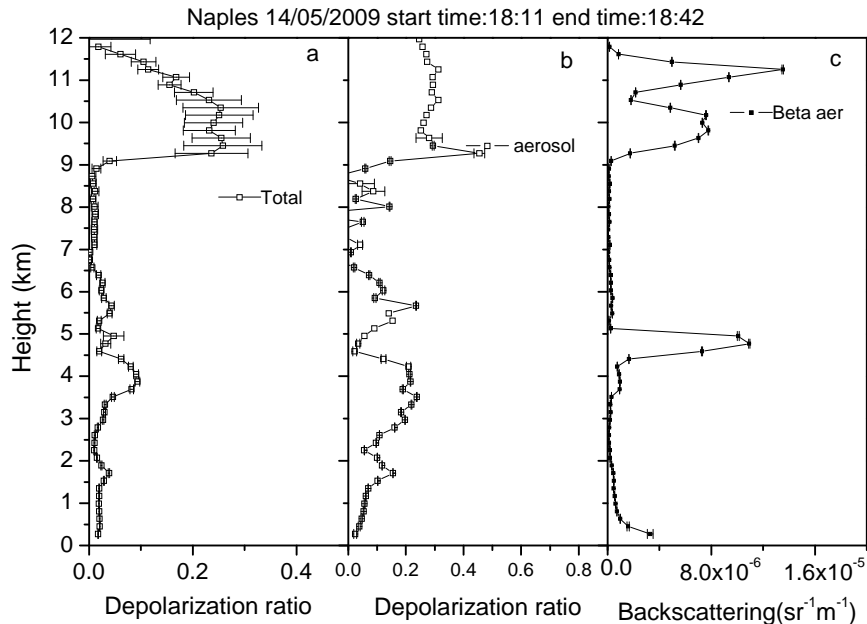 Naples 14/05/2009 start time:18:11 end time:18:42
a
b
c
Total
aerosol
Beta aer
Height (km)
12
11
10
9
8
7
6
5
4
3
2
1
0
0.0 0.4
0.0 0.2 0.4 0.6 0.8
0.0 8.0x10⁻⁶ 1.6x10⁻⁵
Depolarization ratio
Depolarization ratio
Backscattering(sr⁻¹m⁻¹)